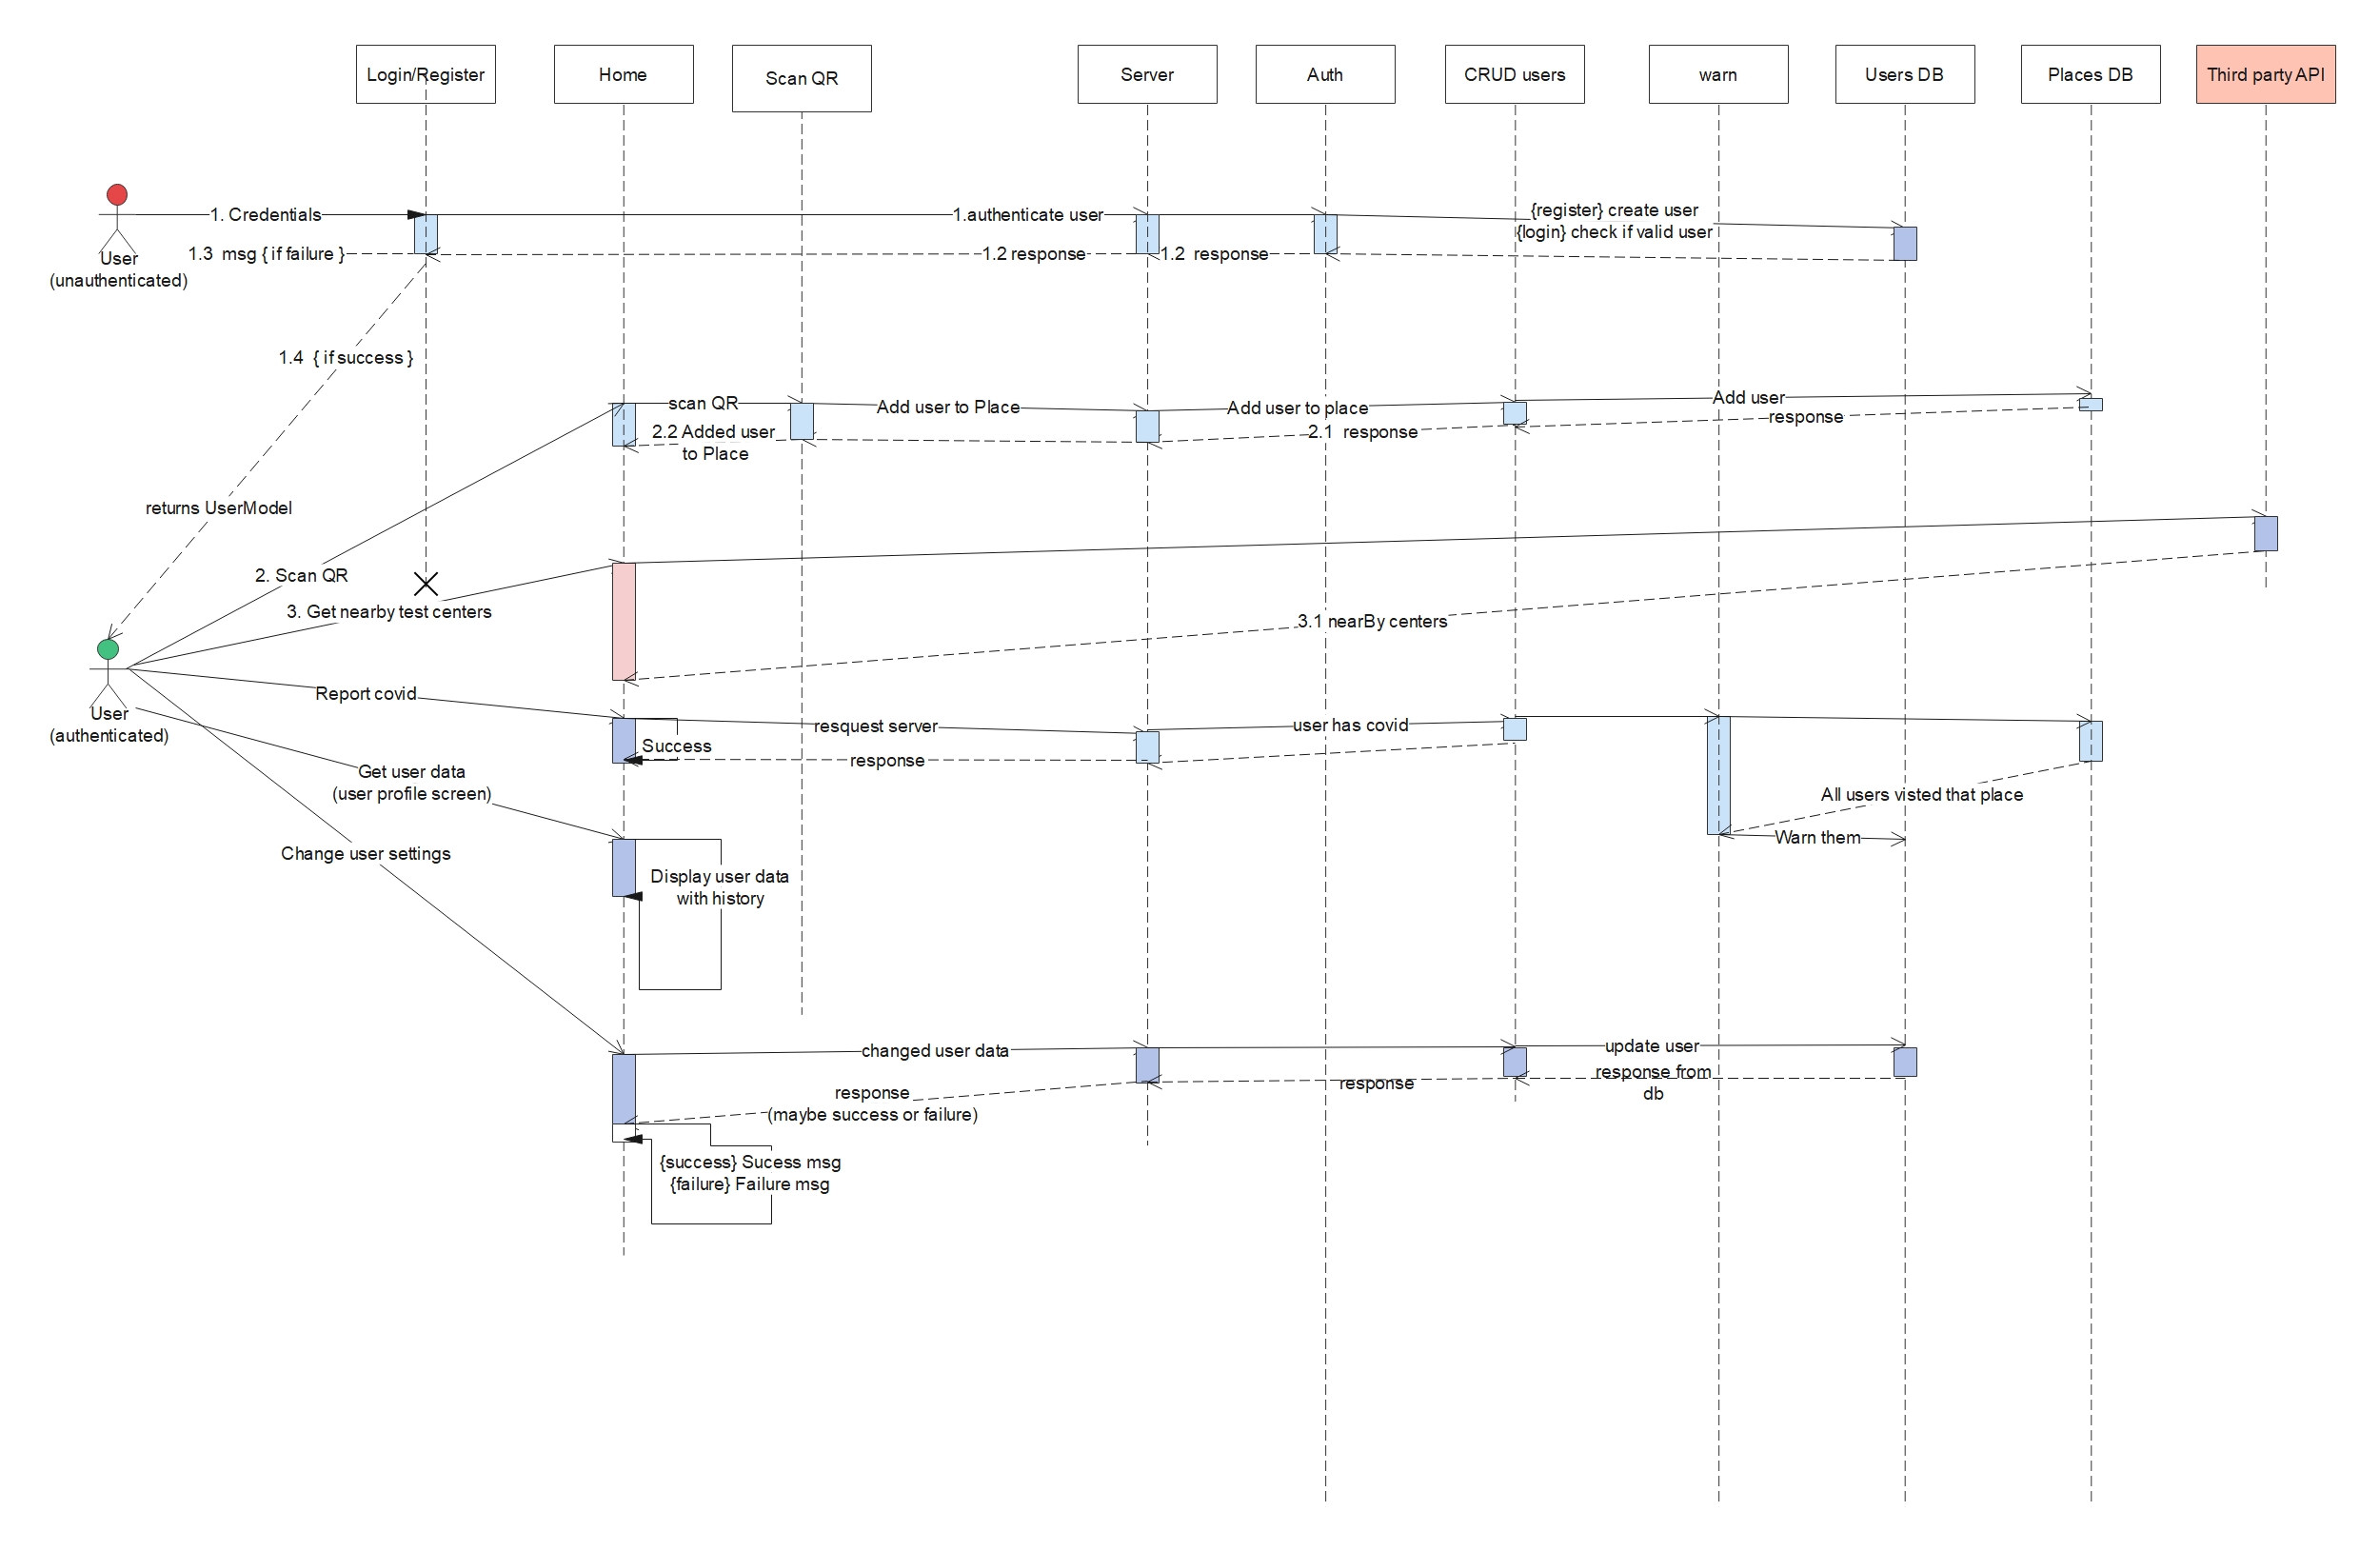 Login/Register
Home
Scan QR
Server
Auth
CRUD users
warn
Users DB
Places DB
Third party API
1. Credentials
1.authenticate user
{register} create user
{login} check if valid user
User
(unauthenticated)
1.3 msg { if failure }
1.2 response
1.2 response
1.4 { if success }
scan QR
Add user to Place
Add user to place
Add user
response
2.2 Added user
to Place
2.1 response
returns UserModel
2. Scan QR
3. Get nearby test centers
3.1 nearBy centers
User
(authenticated)
Report covid
resquest server
user has covid
Success
response
Get user data
(user profile screen)
All users visted that place
Warn them
Change user settings
Display user data
with history
changed user data
update user
response from
db
response
response
(maybe success or failure)
{success} Sucess msg
{failure} Failure msg